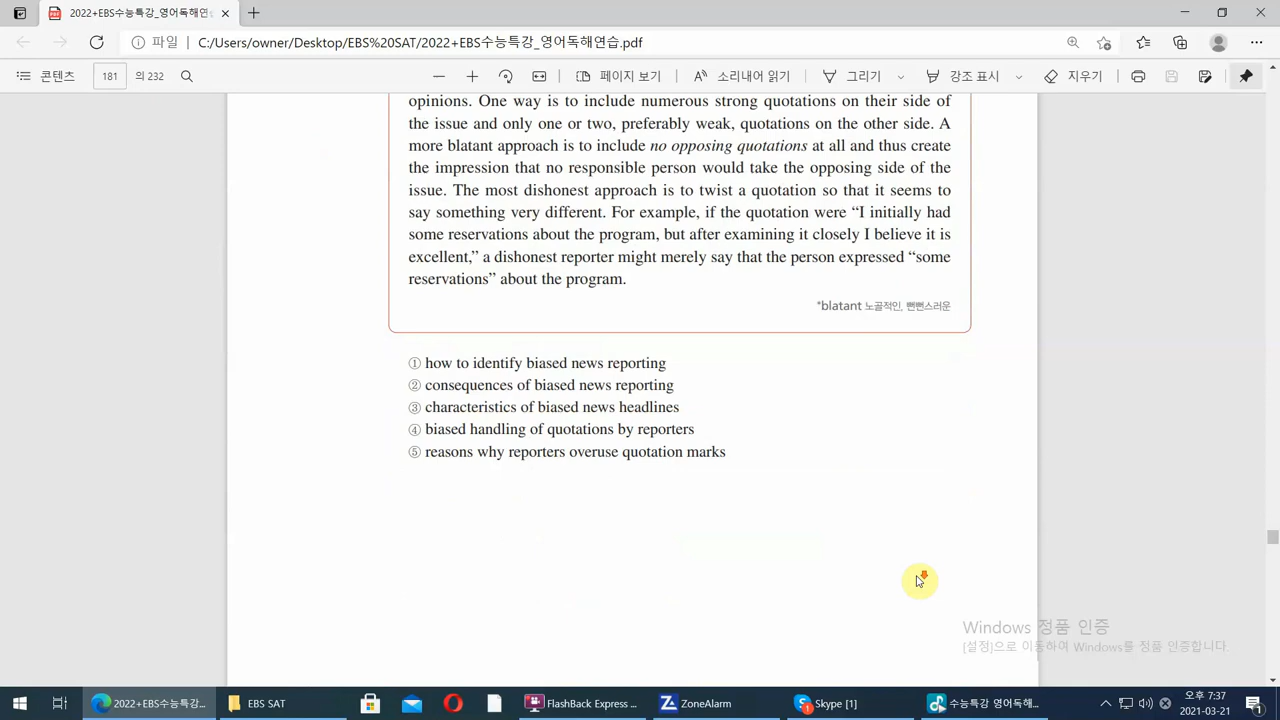 2022+EBS수능특강_영어독해연
파일
C:/Users/owner/Desktop/EBS%20SAT/2022+EBS수능특강_영어독해연습.pdf
콘텐츠
181
의 232
페이지 보기
소리내어 읽기
그리기
강조 표시
지우기
opinions. One way is to include numerous strong quotations on their side of
the issue and only one or two, preferably weak, quotations on the other side. A
more blatant approach is to include no opposing quotations at all and thus create
the impression that no responsible person would take the opposing side of the
issue. The most dishonest approach is to twist a quotation so that it seems to
say something very different. For example, if the quotation were “I initially had
some reservations about the program, but after examining it closely I believe it is
excellent,” a dishonest reporter might merely say that the person expressed “some
reservations” about the program.
*blatant 노골적인, 뻔뻔스러운
① how to identify biased news reporting
② consequences of biased news reporting
③ characteristics of biased news headlines
④ biased handling of quotations by reporters
⑤ reasons why reporters overuse quotation marks
Windows 정품 인증
[설정]으로 이동하여 Windows를 정품 인증합니다.
2022+EBS수능특강_...
EBS SAT
FlashBack Express ...
ZoneAlarm
Skype [1]
수능특강 영어독해...
오후 7:37
2021-03-21